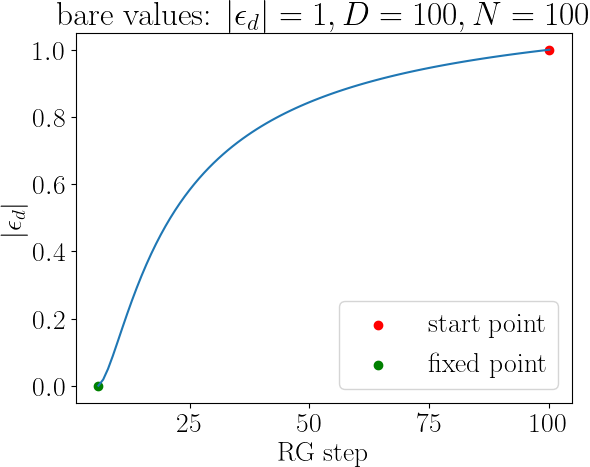 bare values: |ϵ_d| = 1, D = 100, N = 100
1.0
0.8
0.6
0.4
0.2
0.0
|ϵ_d|
25
50
75
100
RG step
start point
fixed point